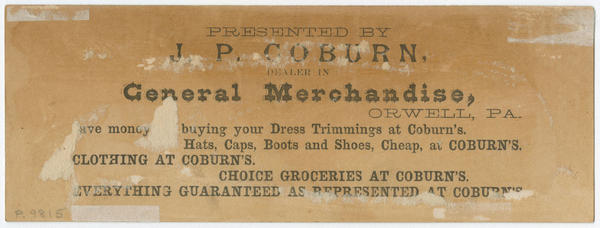 PRESENTED BY
J. P. COBURN,
DEALER IN
General Merchandise,
ORWELL, PA.
ave money buying your Dress Trimmings at Coburn's.
Hats, Caps, Boots and Shoes, Cheap, at COBURN'S.
CLOTHING AT COBURN'S.
CHOICE GROCERIES AT COBURN'S.
EVERYTHING GUARANTEED AS REPRESENTED AT COBURN'S
P.9815